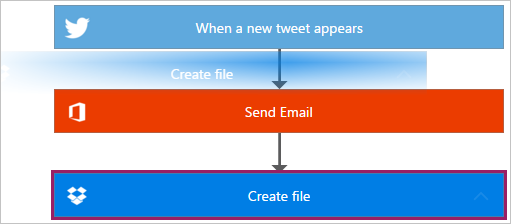 When a new tweet appears
Create file
Send Email
Create file